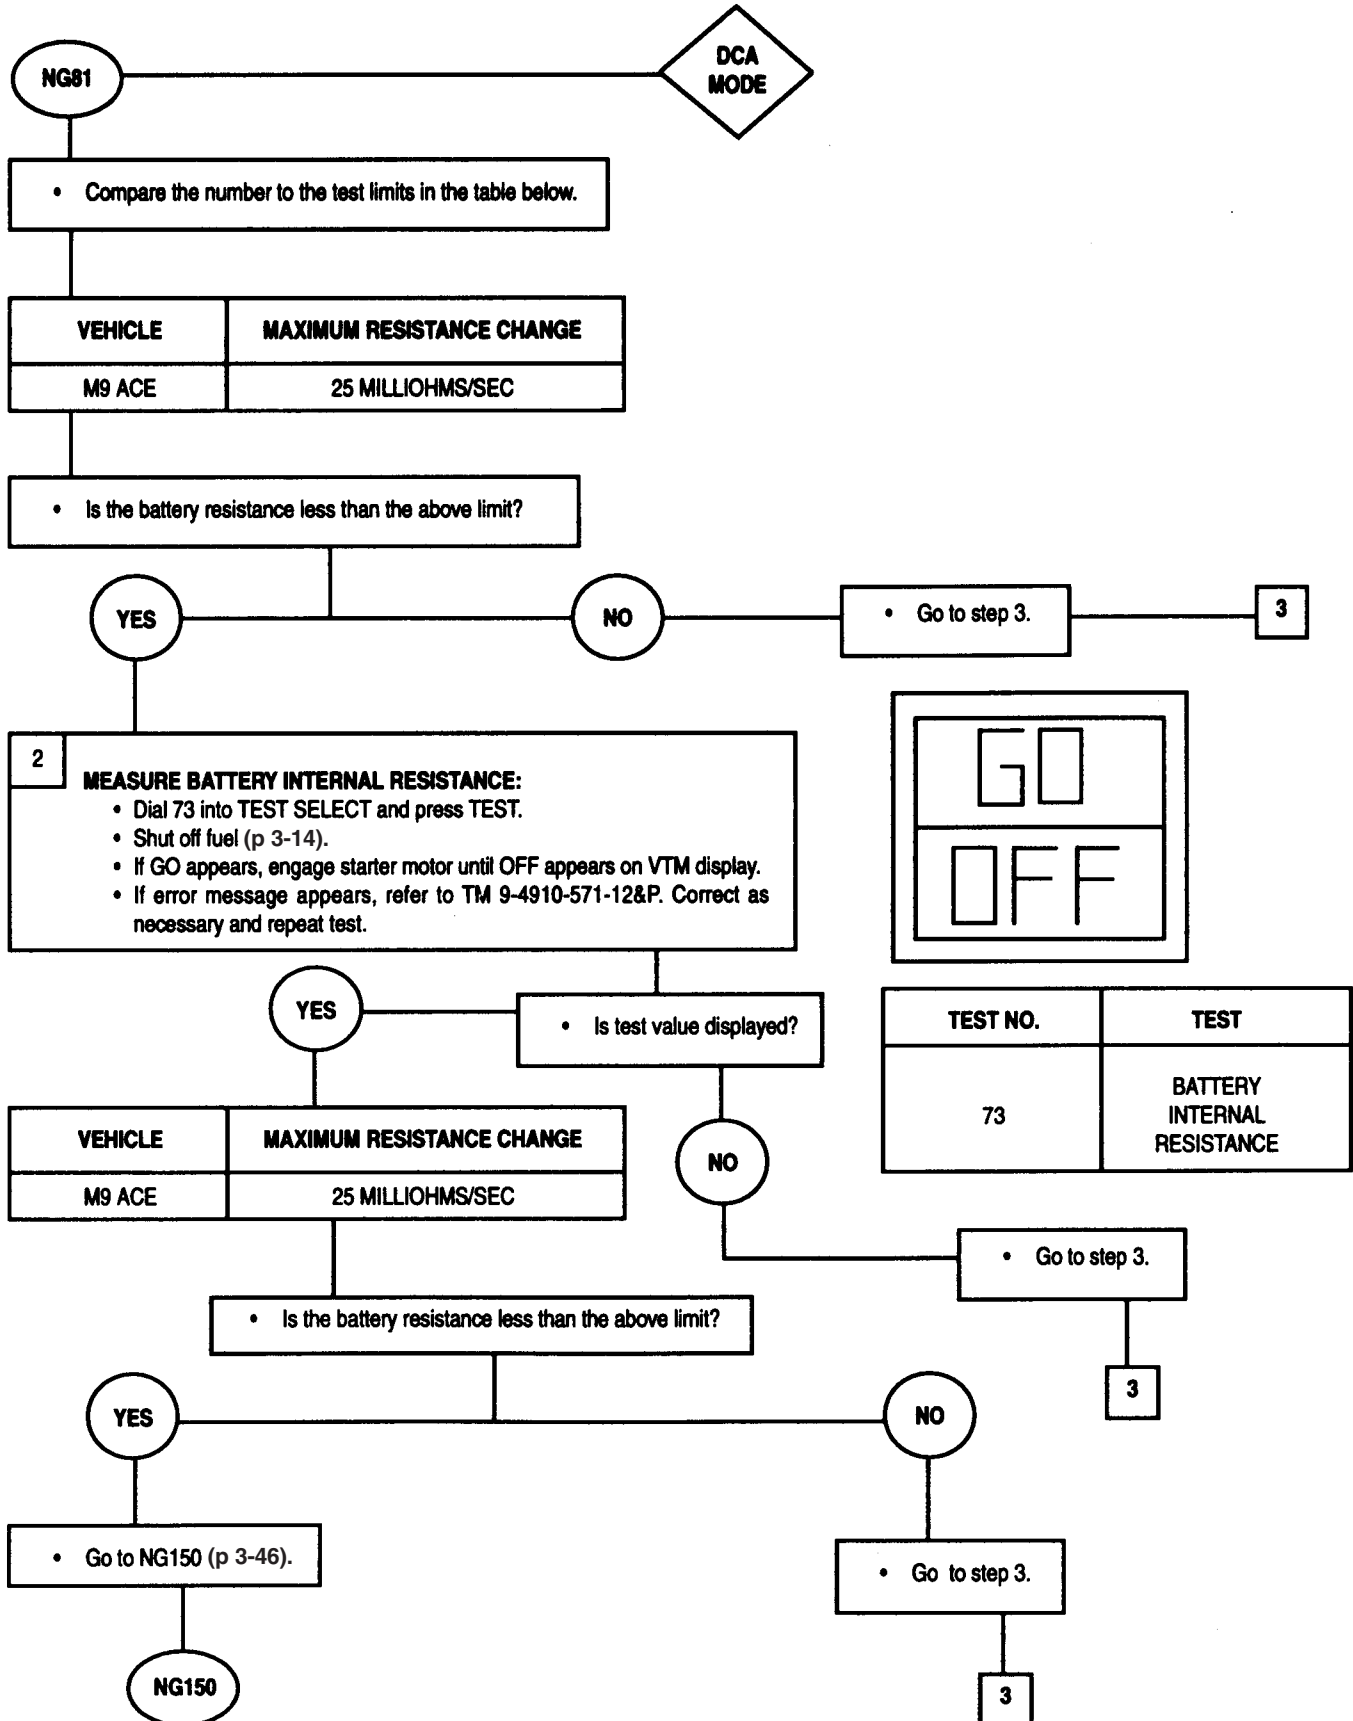 DCA
MODE
NG81
• Compare the number to the test limits in the table below.
VEHICLE MAXIMUM RESISTANCE CHANGE
M9 ACE 25 MILLIOHMS/SEC
• Is the battery resistance less than the above limit?
YES NO • Go to step 3. 3
2
MEASURE BATTERY INTERNAL RESISTANCE:
• Dial 73 into TEST SELECT and press TEST.
• Shut off fuel (p 3-14).
• If GO appears, engage starter motor until OFF appears on VTM display.
• If error message appears, refer to TM 9-4910-571-12&P. Correct as
necessary and repeat test.
GO
OFF
YES
• Is test value displayed?
TEST NO. TEST
73 BATTERY
INTERNAL
RESISTANCE
VEHICLE MAXIMUM RESISTANCE CHANGE
M9 ACE 25 MILLIOHMS/SEC
NO
• Go to step 3.
3
• Is the battery resistance less than the above limit?
YES NO
• Go to NG150 (p 3-46).
• Go to step 3.
NG150
3